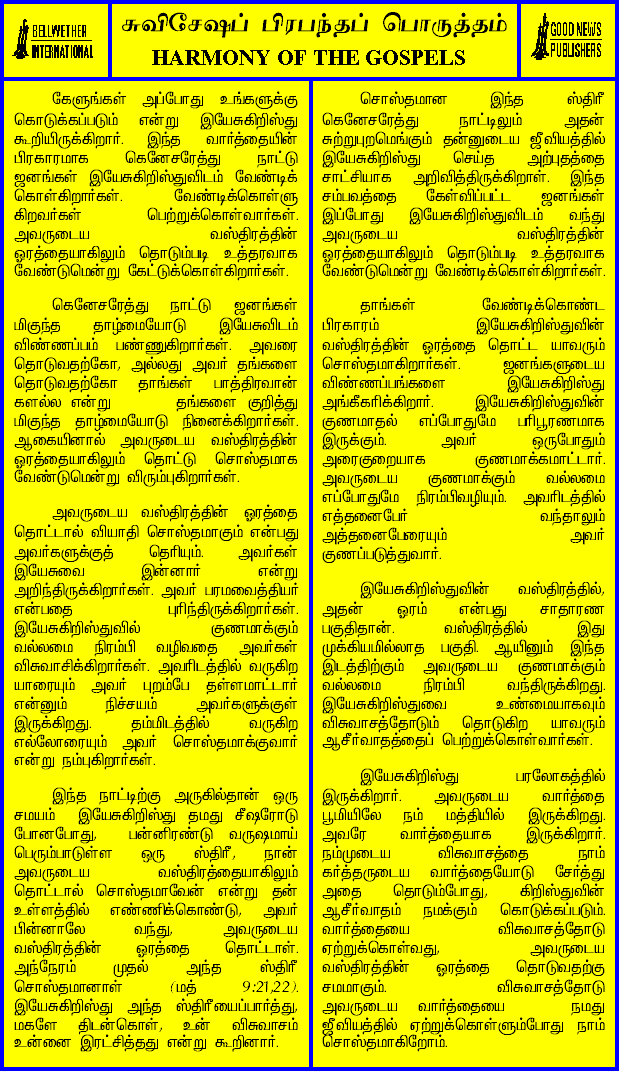 BELLWETHER
INTERNATIONAL
சுவிசேஷப் பிரபந்தப் பொருத்தம்
HARMONY OF THE GOSPELS
GOOD NEWS
PUBLISHERS
கேளுங்கள் அப்போது உங்களுக்கு
கொடுக்கப்படும் என்று இயேசுகிறிஸ்து
கூறியிருக்கிறார். இந்த வார்த்தையின்
பிரகாரமாக கெனேசரேத்து நாட்டு
ஜனங்கள் இயேசுகிறிஸ்துவிடம் வேண்டிக்
கொள்கிறார்கள். வேண்டிக்கொள்ளு
கிறவர்கள் பெற்றுக்கொள்வார்கள்.
அவருடைய வஸ்திரத்தின்
ஓரத்தையாகிலும் தொடும்படி உத்தரவாக
வேண்டுமென்று கேட்டுக்கொள்கிறார்கள்.
கெனேசரேத்து நாட்டு ஜனங்கள்
மிகுந்த தாழ்மையோடு இயேசுவிடம்
விண்ணப்பம் பண்ணுகிறார்கள். அவரை
தொடுவதற்கோ, அல்லது அவர் தங்களை
தொடுவதற்கோ தாங்கள் பாத்திரவான்
களல்ல என்று தங்களை குறித்து
மிகுந்த தாழ்மையோடு நினைக்கிறார்கள்.
ஆகையினால் அவருடைய வஸ்திரத்தின்
ஓரத்தையாகிலும் தொட்டு சொஸ்தமாக
வேண்டுமென்று விரும்புகிறார்கள்.
அவருடைய வஸ்திரத்தின் ஓரத்தை
தொட்டால் வியாதி சொஸ்தமாகும் என்பது
அவர்களுக்குத் தெரியும். அவர்கள்
இயேசுவை இன்னார் என்று
அறிந்திருக்கிறார்கள். அவர் பரமவைத்தியர்
என்பதை புரிந்திருக்கிறார்கள்.
இயேசுகிறிஸ்துவில் குணமாக்கும்
வல்லமை நிரம்பி வழிவதை அவர்கள்
விசுவாசிக்கிறார்கள். அவரிடத்தில் வருகிற
யாரையும் அவர் புறம்பே தள்ளமாட்டார்
என்னும் நிச்சயம் அவர்களுக்குள்
இருக்கிறது. தம்மிடத்தில் வருகிற
எல்லோரையும் அவர் சொஸ்தமாக்குவார்
என்று நம்புகிறார்கள்.
இந்த நாட்டிற்கு அருகில்தான் ஒரு
சமயம் இயேசுகிறிஸ்து தமது சீஷரோடு
போனபோது, பன்னிரண்டு வருஷமாய்
பெரும்பாடுள்ள ஒரு ஸ்திரீ, நான்
அவருடைய வஸ்திரத்தையாகிலும்
தொட்டால் சொஸ்தமாவேன் என்று தன்
உள்ளத்தில் எண்ணிக்கொண்டு, அவர்
பின்னாலே வந்து, அவருடைய
வஸ்திரத்தின் ஓரத்தை தொட்டாள்.
அந்நேரம் முதல் அந்த ஸ்திரீ
சொஸ்தமானாள் (மத் 9:21,22).
இயேசுகிறிஸ்து அந்த ஸ்திரீயைப்பார்த்து,
மகளே திடன்கொள், உன் விசுவாசம்
உன்னை இரட்சித்தது என்று கூறினார்.
சொஸ்தமான இந்த ஸ்திரீ
கெனேசரேத்து நாட்டிலும் அதன்
சுற்றுபுறமெங்கும் தன்னுடைய ஜீவியத்தில்
இயேசுகிறிஸ்து செய்த அற்புதத்தை
சாட்சியாக அறிவித்திருக்கிறாள். இந்த
சம்பவத்தை கேள்விப்பட்ட ஜனங்கள்
இப்போது இயேசுகிறிஸ்துவிடம் வந்து
அவருடைய வஸ்திரத்தின்
ஓரத்தையாகிலும் தொடும்படி உத்தரவாக
வேண்டுமென்று வேண்டிக்கொள்கிறார்கள்.
தாங்கள் வேண்டிக்கொண்ட
பிரகாரம் இயேசுகிறிஸ்துவின்
வஸ்திரத்தின் ஓரத்தை தொட்ட யாவரும்
சொஸ்தமாகிறார்கள். ஜனங்களுடைய
விண்ணப்பங்களை இயேசுகிறிஸ்து
அங்கீகரிக்கிறார். இயேசுகிறிஸ்துவின்
குணமாதல் எப்போதுமே பரிபூரணமாக
இருக்கும். அவர் ஒருபோதும்
அரைகுறையாக குணமாக்கமாட்டார்.
அவருடைய குணமாக்கும் வல்லமை
எப்போதுமே நிரம்பிவழியும். அவரிடத்தில்
எத்தனைபேர் வந்தாலும்
அத்தனைபேரையும் அவர்
குணப்படுத்துவார்.
இயேசுகிறிஸ்துவின் வஸ்திரத்தில்,
அதன் ஓரம் என்பது சாதாரண
பகுதிதான். வஸ்திரத்தில் இது
முக்கியமில்லாத பகுதி. ஆயினும் இந்த
இடத்திற்கும் அவருடைய குணமாக்கும்
வல்லமை நிரம்பி வந்திருக்கிறது.
இயேசுகிறிஸ்துவை உண்மையாகவும்
விசுவாசத்தோடும் தொடுகிற யாவரும்
ஆசீர்வாதத்தைப் பெற்றுக்கொள்வார்கள்.
இயேசுகிறிஸ்து பரலோகத்தில்
இருக்கிறார். அவருடைய வார்த்தை
பூமியிலே நம் மத்தியில் இருக்கிறது.
அவரே வார்த்தையாக இருக்கிறார்.
நம்முடைய விசுவாசத்தை நாம்
கர்த்தருடைய வார்த்தையோடு சேர்த்து
அதை தொடும்போது, கிறிஸ்துவின்
ஆசீர்வாதம் நமக்கும் கொடுக்கப்படும்.
வார்த்தையை விசுவாசத்தோடு
ஏற்றுக்கொள்வது, அவருடைய
வஸ்திரத்தின் ஓரத்தை தொடுவதற்கு
சமமாகும். விசுவாசத்தோடு
அவருடைய வார்த்தையை நமது
ஜீவியத்தில் ஏற்றுக்கொள்ளும்போது நாம்
சொஸ்தமாகிறோம்.